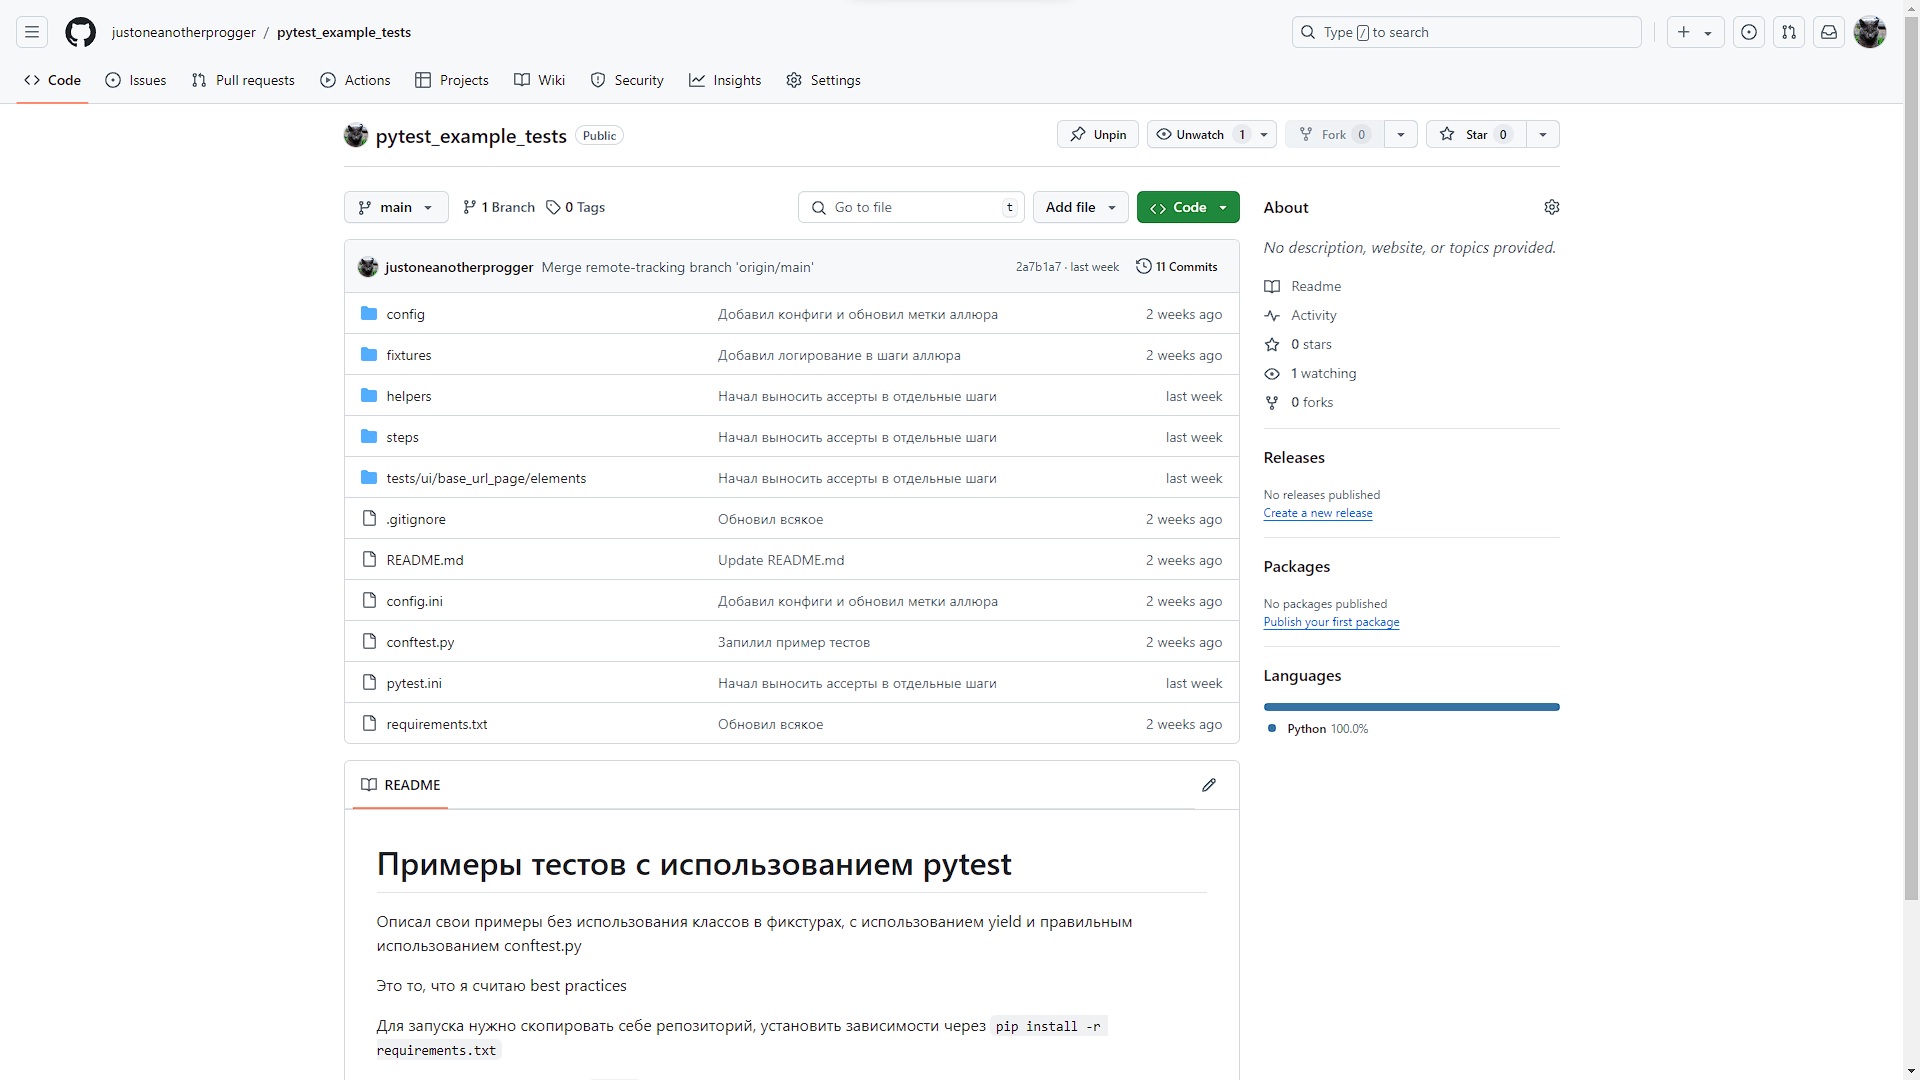 justoneanotherprogger / pytest_example_tests
Type / to search
Code Issues Pull requests Actions Projects Wiki Security Insights Settings
pytest_example_tests Public
Unpin Unwatch 1 Fork 0 Star 0
main 1 Branch 0 Tags
Go to file t Add file Code
justoneanotherprogger Merge remote-tracking branch 'origin/main' 2a7b1a7 · last week 11 Commits
config Добавил конфиги и обновил метки аллюра 2 weeks ago
fixtures Добавил логирование в шаги аллюра 2 weeks ago
helpers Начал выносить ассерты в отдельные шаги last week
steps Начал выносить ассерты в отдельные шаги last week
tests/ui/base_url_page/elements Начал выносить ассерты в отдельные шаги last week
.gitignore Обновил всякое 2 weeks ago
README.md Update README.md 2 weeks ago
config.ini Добавил конфиги и обновил метки аллюра 2 weeks ago
conftest.py Запилил пример тестов 2 weeks ago
pytest.ini Начал выносить ассерты в отдельные шаги last week
requirements.txt Обновил всякое 2 weeks ago
README
Примеры тестов с использованием pytest
Описал свои примеры без использования классов в фикстурах, с использованием yield и правильным
использованием conftest.py
Это то, что я считаю best practices
Для запуска нужно скопировать себе репозиторий, установить зависимости через pip install -r
requirements.txt
About
No description, website, or topics provided.
Readme
Activity
0 stars
1 watching
0 forks
Releases
No releases published
Create a new release
Packages
No packages published
Publish your first package
Languages
Python 100.0%